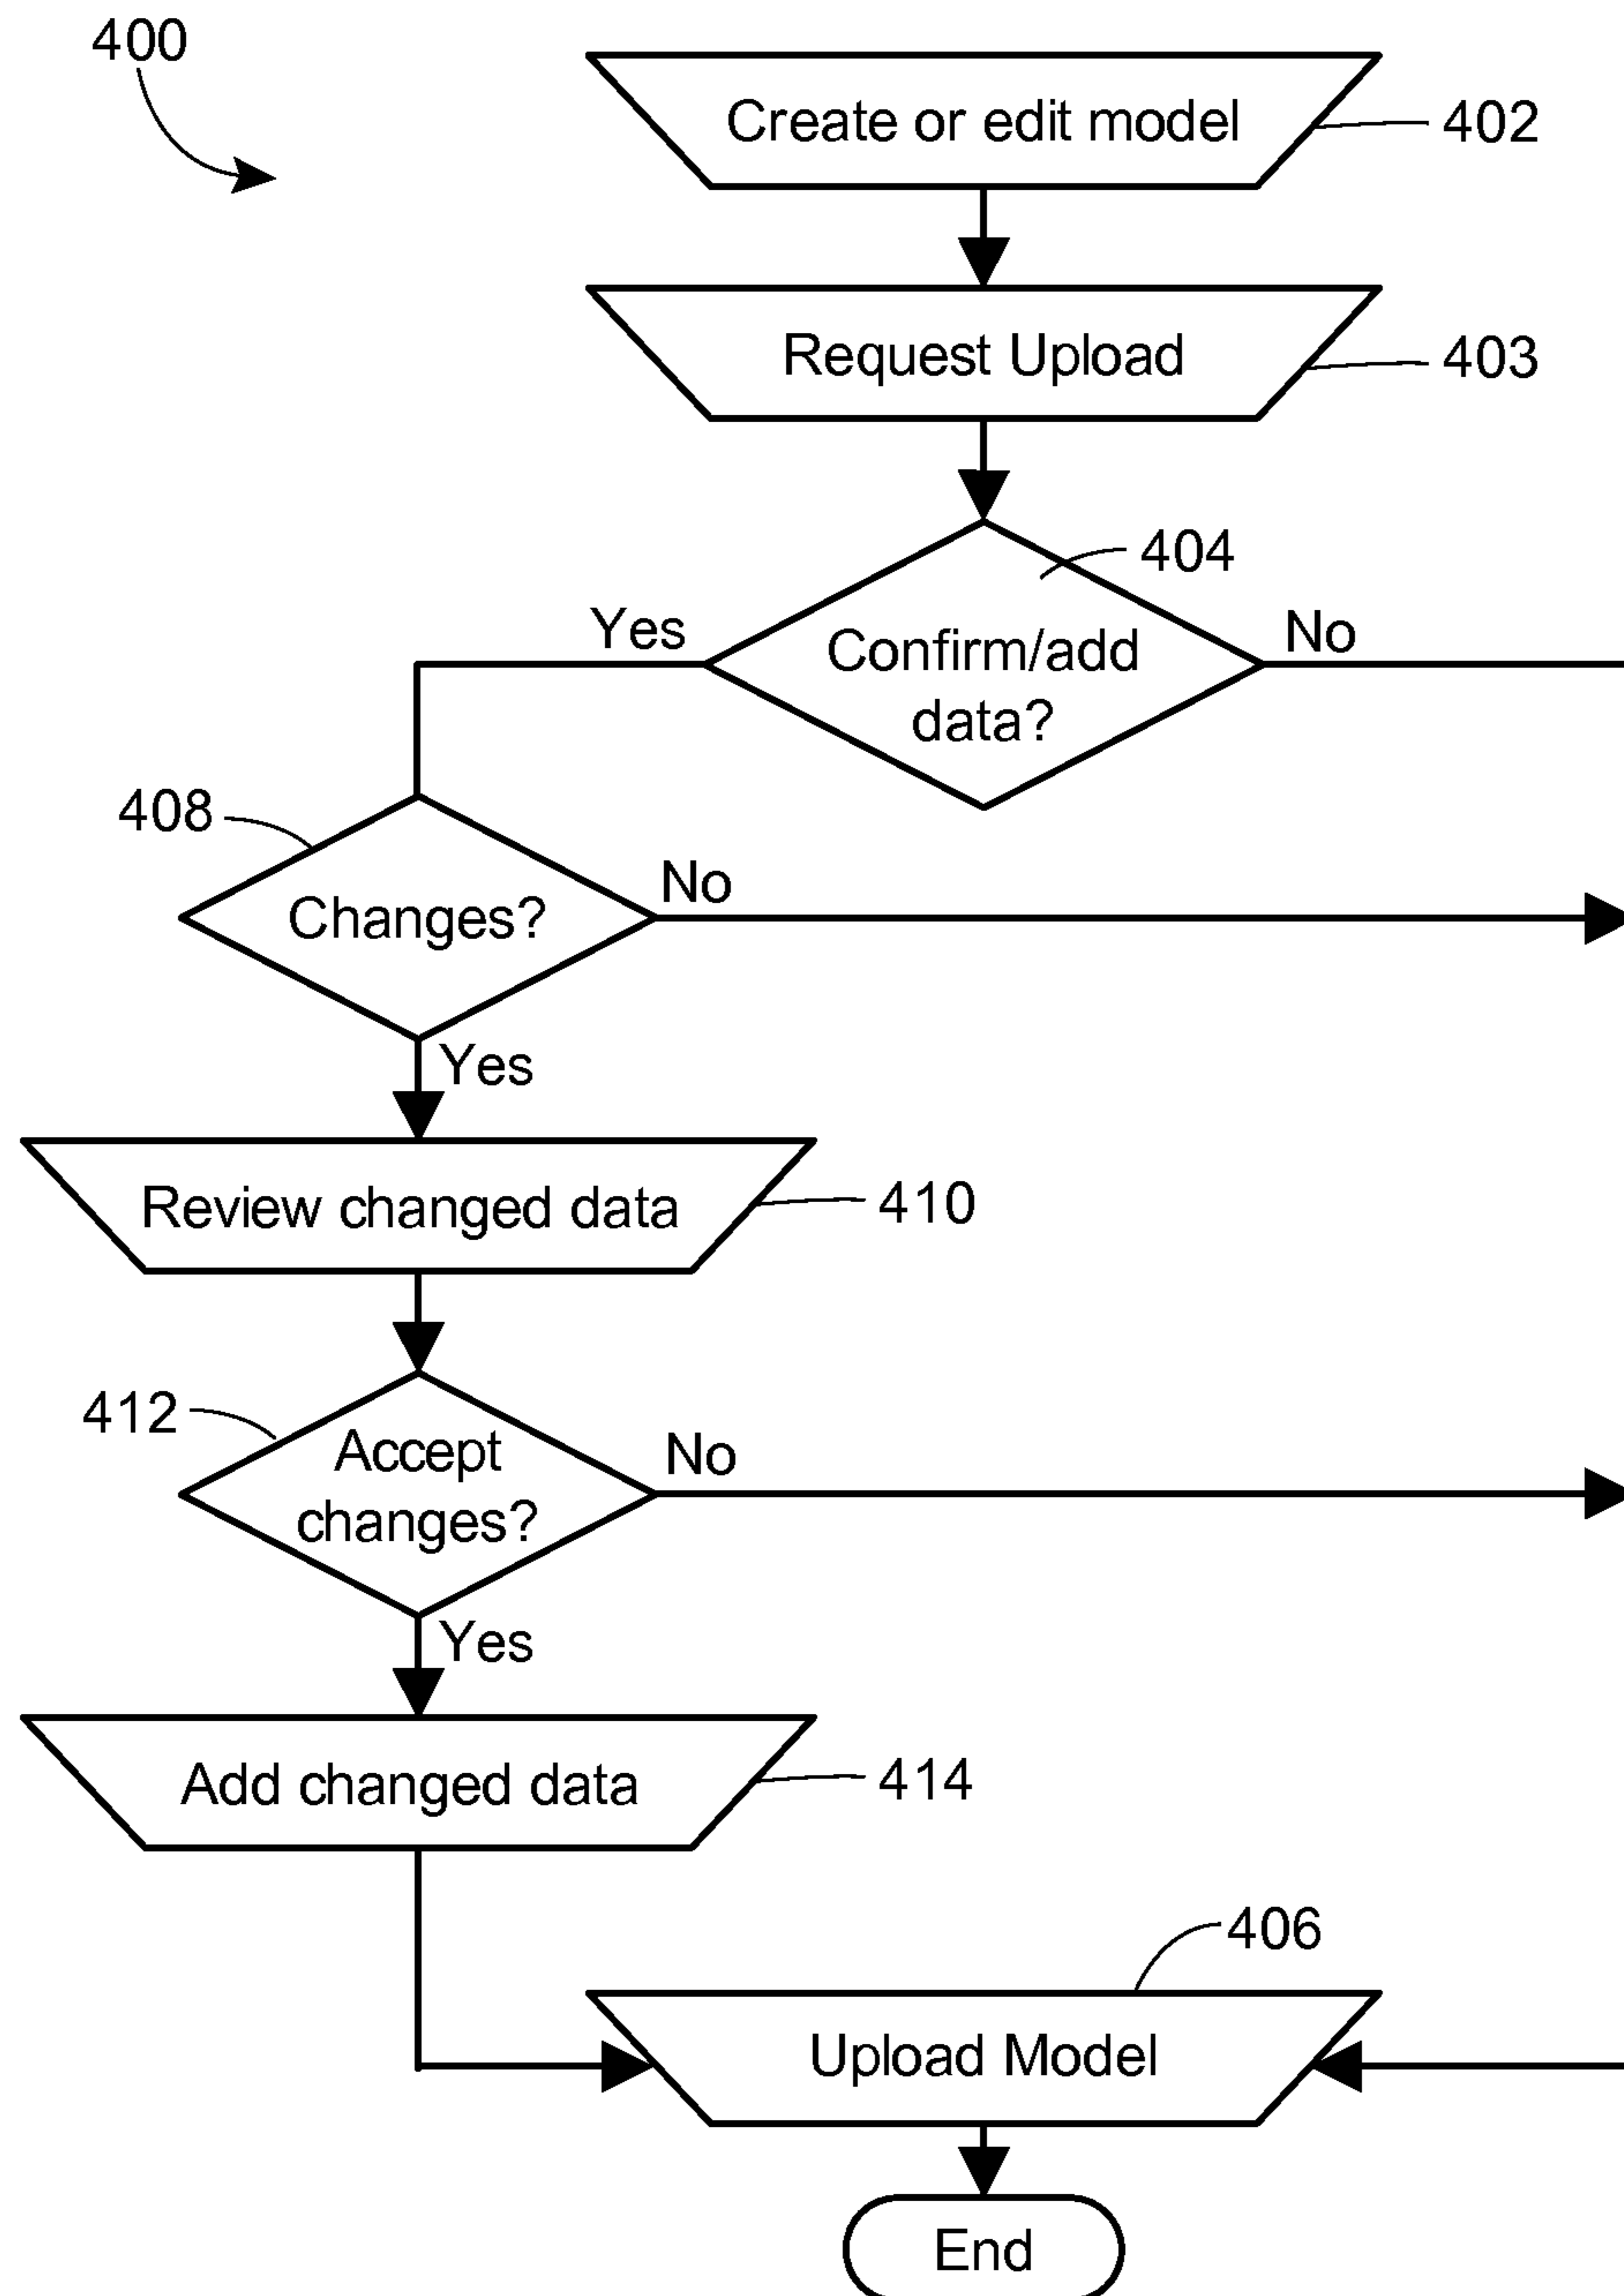 400
Create or edit model
402
Request Upload
403
404
Yes
Confirm/add
data?
No
408
Changes?
No
Yes
Review changed data
410
412
Accept
changes?
No
Yes
Add changed data
414
406
Upload Model
End